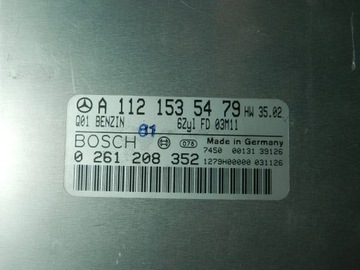 A 112 153 54 79 HW 35.02
Q01 BENZIN 6Zyl FD 03M11
BOSCH 078 Made in Germany
7450 00131 39126
0 261 208 352 1279H00000 031126